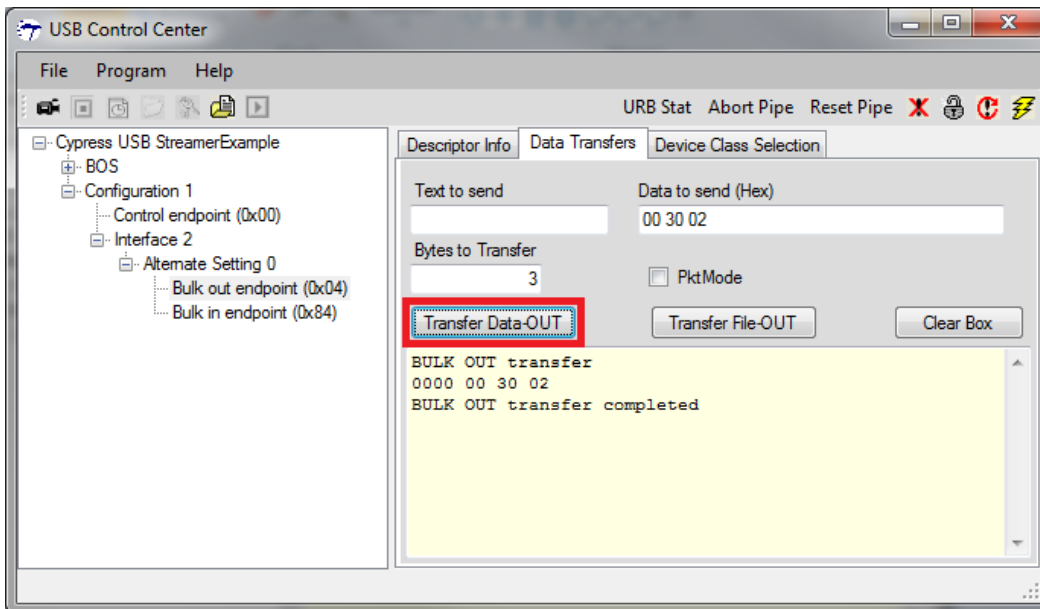 USB Control Center
File Program Help
URB Stat Abort Pipe Reset Pipe
Cypress USB StreamerExample
BOS
Configuration 1
Control endpoint (0x00)
Interface 2
Alternate Setting 0
Bulk out endpoint (0x04)
Bulk in endpoint (0x84)
Descriptor Info Data Transfers Device Class Selection
Text to send Data to send (Hex)
00 30 02
Bytes to Transfer
3 PktMode
Transfer Data-OUT Transfer File-OUT Clear Box
BULK OUT transfer
0000 00 30 02
BULK OUT transfer completed